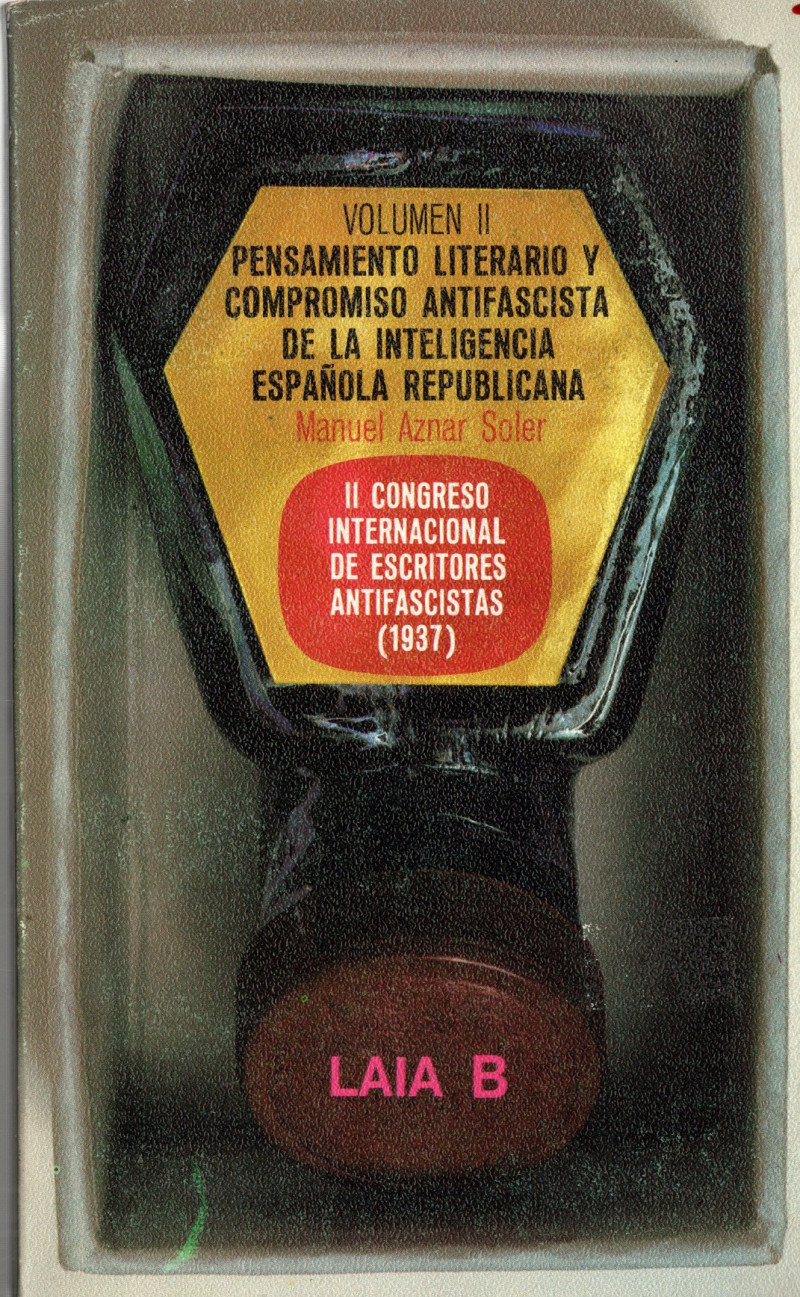 VOLUMEN II
PENSAMIENTO LITERARIO Y
COMPROMISO ANTIFASCISTA
DE LA INTELIGENCIA
ESPAÑOLA REPUBLICANA
Manuel Aznar Soler
II CONGRESO
INTERNACIONAL
DE ESCRITORES
ANTIFASCISTAS
(1937)
LAIA B